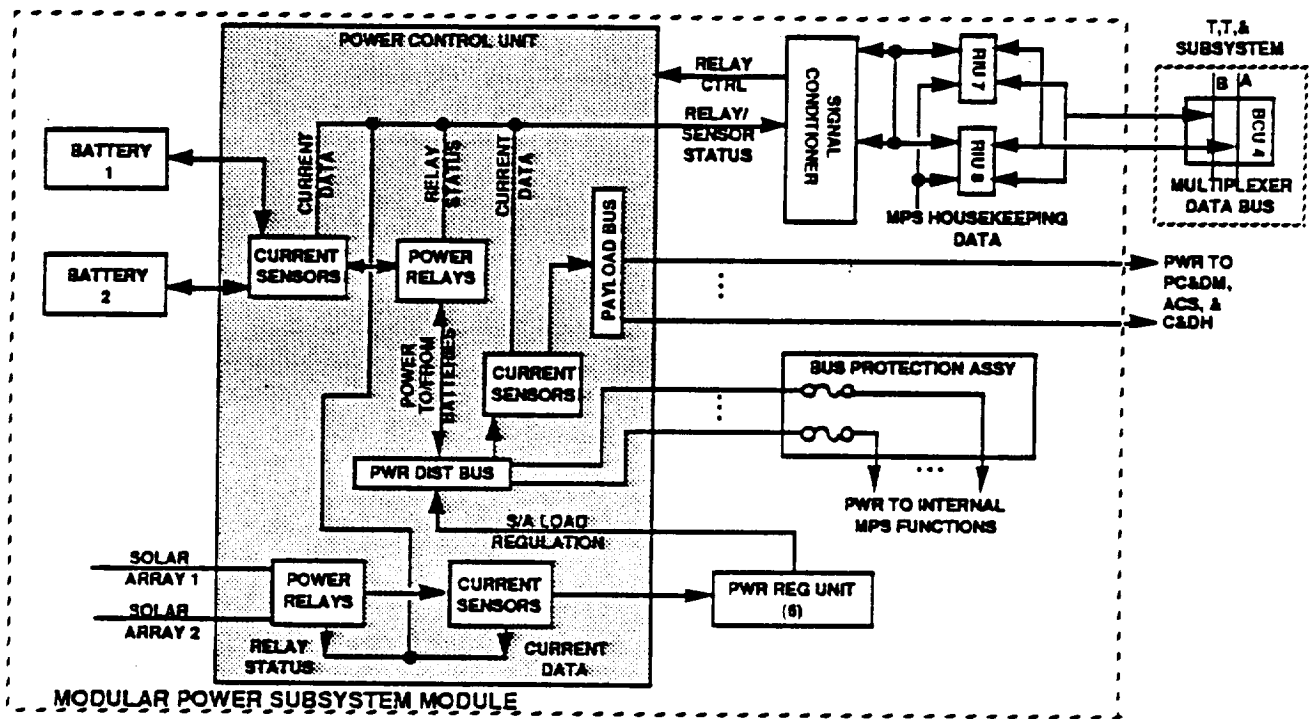 POWER CONTROL UNIT
T,T,&
SUBSYSTEM
RELAY
CTRL
SIGNAL
CONDITIONER
RIU 7
B A
BCU 4
BATTERY
1
CURRENT
DATA
RELAY
STATUS
CURRENT
DATA
RELAY/
SENSOR
STATUS
RIU 8
MULTIPLEXER
DATA BUS
MPS HOUSEKEEPING
DATA
CURRENT
SENSORS
POWER
RELAYS
PAYLOAD BUS
BATTERY
2
PWR TO
PC&DM,
ACS, &
C&DH
POWER
TO/FROM
BATTERIES
CURRENT
SENSORS
BUS PROTECTION ASSY
PWR DIST BUS
PWR TO INTERNAL
MPS FUNCTIONS
S/A LOAD
REGULATION
SOLAR
ARRAY 1
POWER
RELAYS
CURRENT
SENSORS
PWR REG UNIT
(6)
SOLAR
ARRAY 2
RELAY
STATUS
CURRENT
DATA
MODULAR POWER SUBSYSTEM MODULE